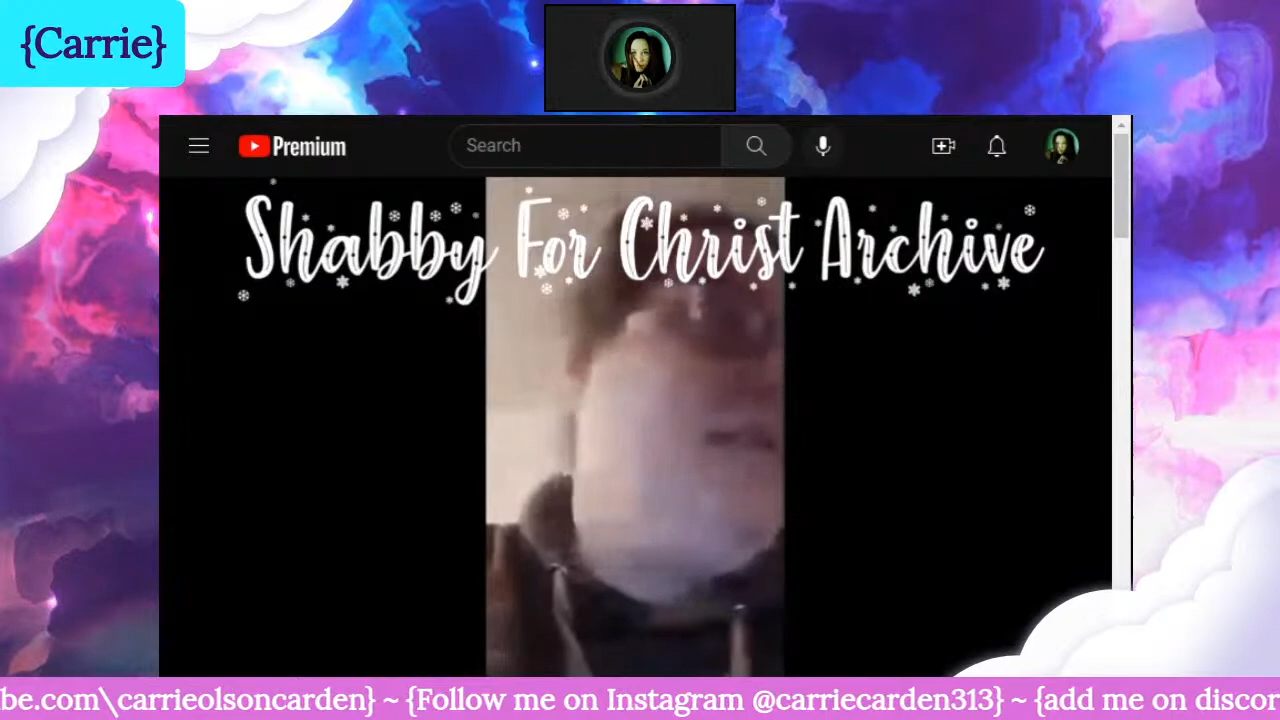 {Carrie}
Premium
Search
Shabby For Christ Archive
be.com\carrieolsoncarden} ~ {Follow me on Instagram @carriecarden313} ~ {add me on discor